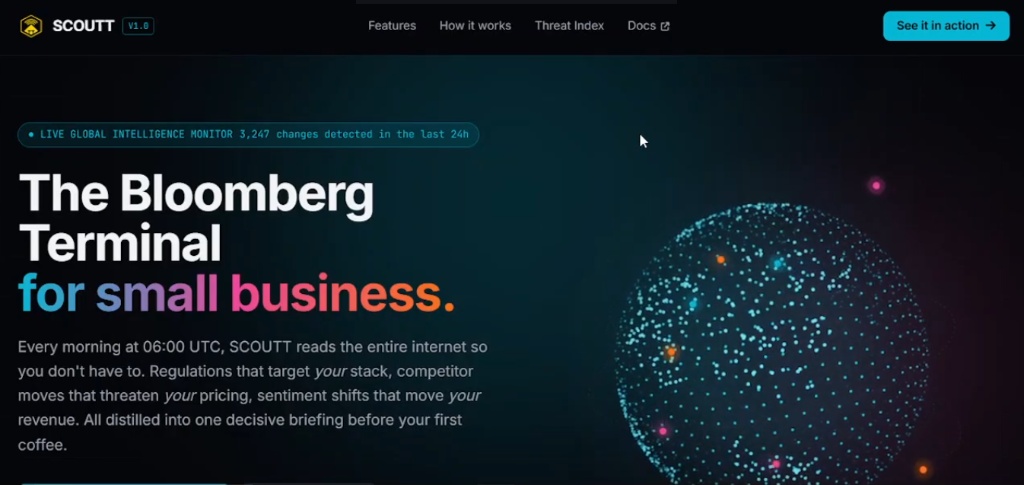 SCOUTT V1.0 Features How it works Threat Index Docs See it in action →
• LIVE GLOBAL INTELLIGENCE MONITOR 3,247 changes detected in the last 24h
The Bloomberg
Terminal
for small business.
Every morning at 06:00 UTC, SCOUTT reads the entire internet so
you don't have to. Regulations that target your stack, competitor
moves that threaten your pricing, sentiment shifts that move your
revenue. All distilled into one decisive briefing before your first
coffee.